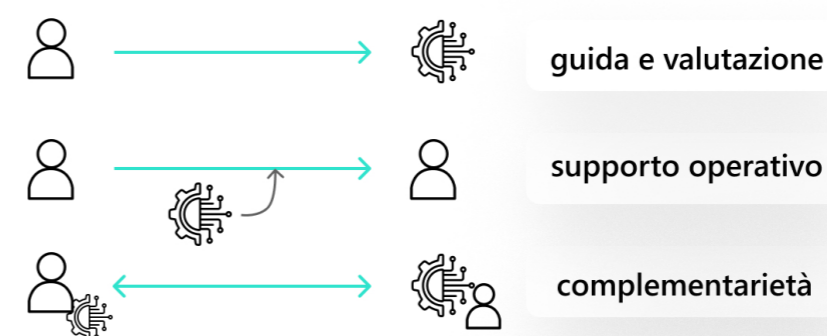 guida e valutazione
supporto operativo
complementarietà